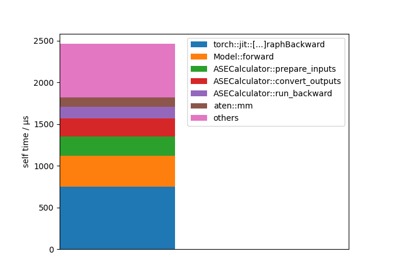 2500
2000
1500
1000
500
0
self time / µs
torch::jit::[...]raphBackward
Model::forward
ASECalculator::prepare_inputs
ASECalculator::convert_outputs
ASECalculator::run_backward
aten::mm
others